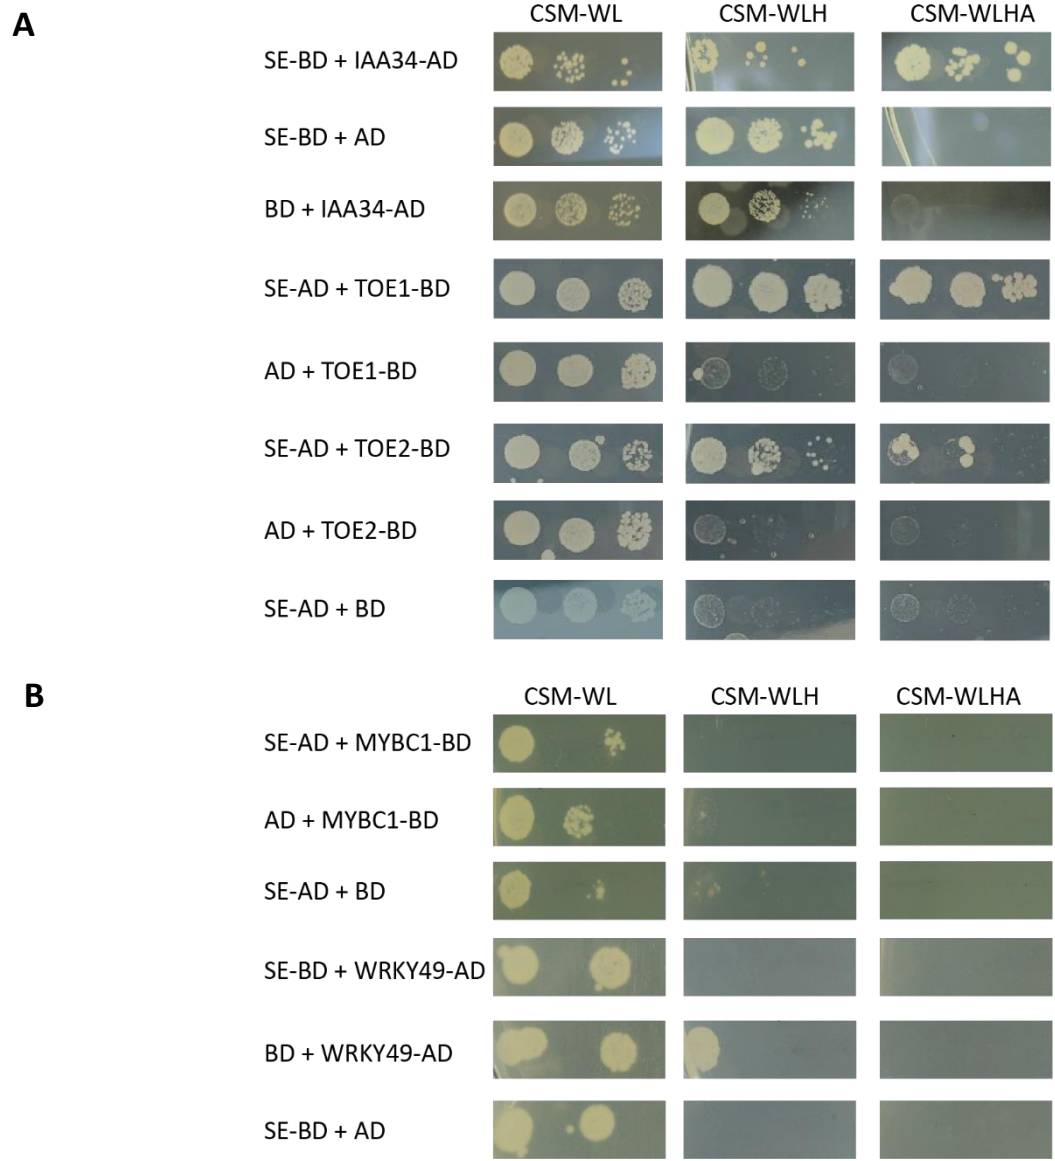 A
CSM-WL CSM-WLH CSM-WLHA
SE-BD + IAA34-AD
SE-BD + AD
BD + IAA34-AD
SE-AD + TOE1-BD
AD + TOE1-BD
SE-AD + TOE2-BD
AD + TOE2-BD
SE-AD + BD
B
CSM-WL CSM-WLH CSM-WLHA
SE-AD + MYBC1-BD
AD + MYBC1-BD
SE-AD + BD
SE-BD + WRKY49-AD
BD + WRKY49-AD
SE-BD + AD